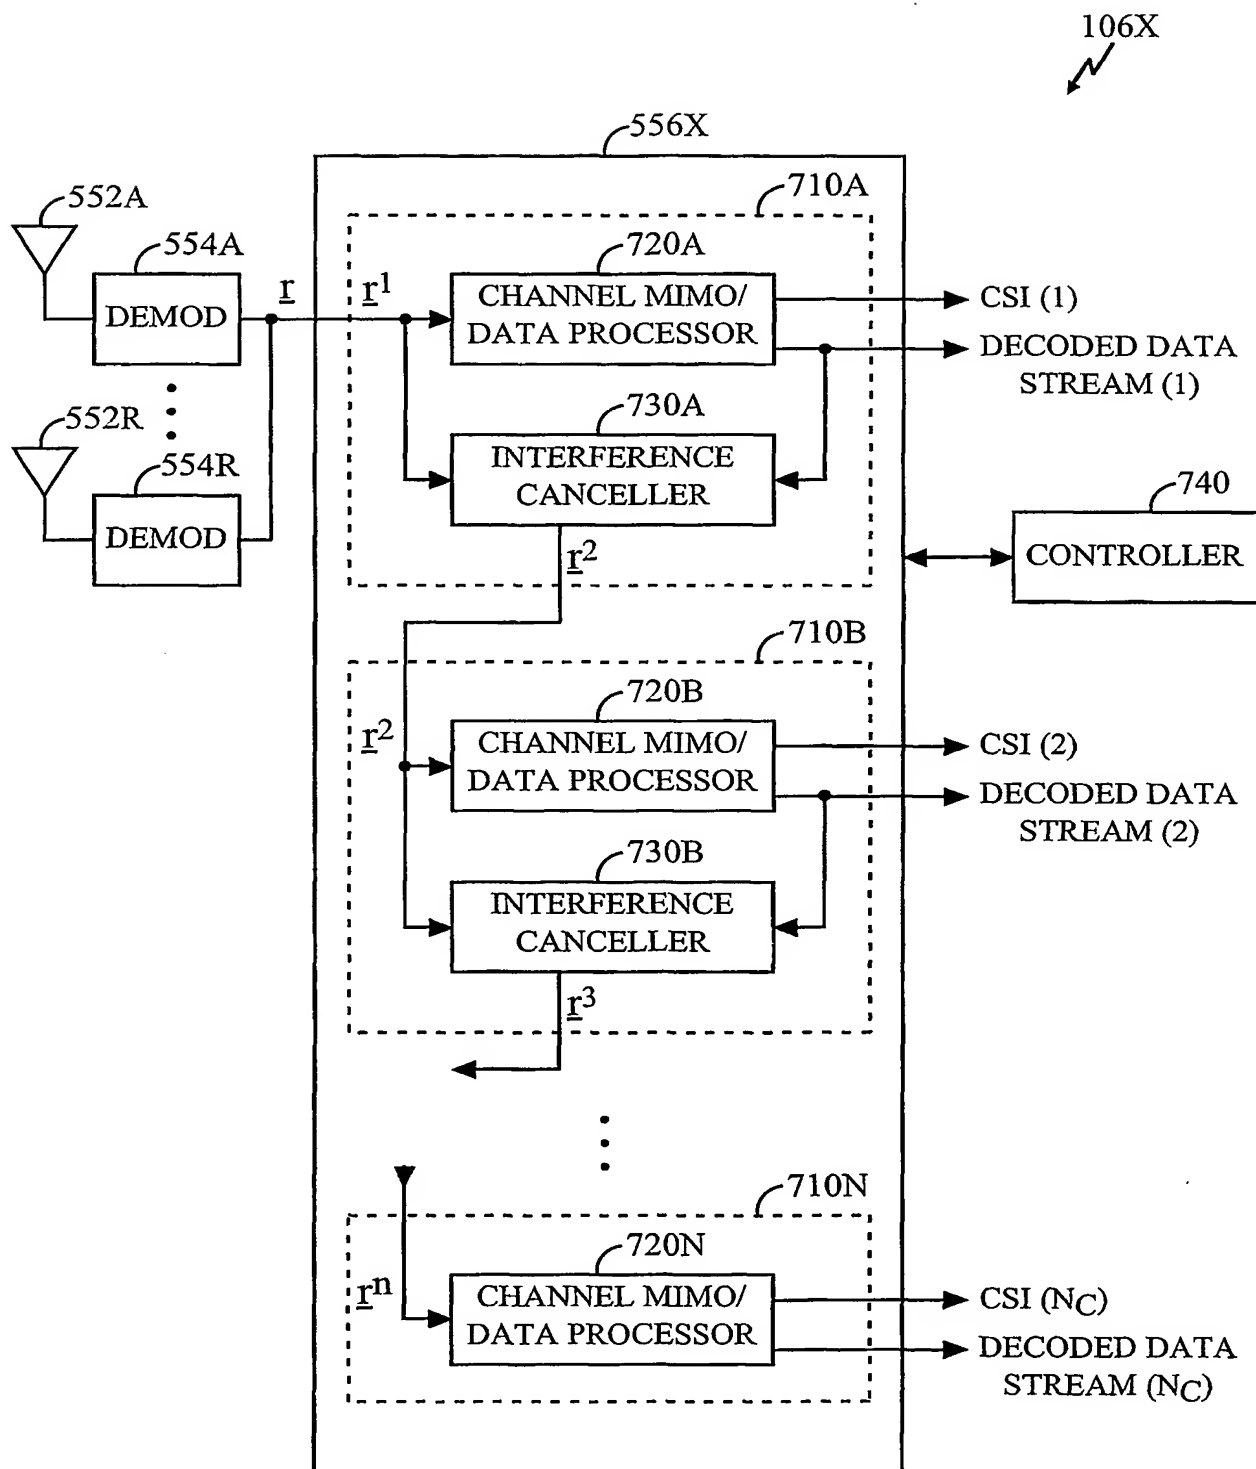 106X
556X
552A
554A
DEMOD
r
552R
554R
DEMOD
710A
r¹
720A
CHANNEL MIMO/
DATA PROCESSOR
730A
INTERFERENCE
CANCELLER
r²
CSI (1)
DECODED DATA
STREAM (1)
740
CONTROLLER
710B
r²
720B
CHANNEL MIMO/
DATA PROCESSOR
730B
INTERFERENCE
CANCELLER
r³
CSI (2)
DECODED DATA
STREAM (2)
710N
rⁿ
720N
CHANNEL MIMO/
DATA PROCESSOR
CSI (NC)
DECODED DATA
STREAM (NC)